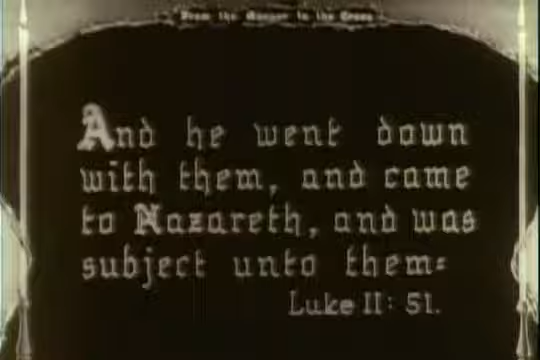 From the Manger to the Cross
And he went down
with them, and came
to Nazareth, and was
subject unto them:
Luke II: 51.